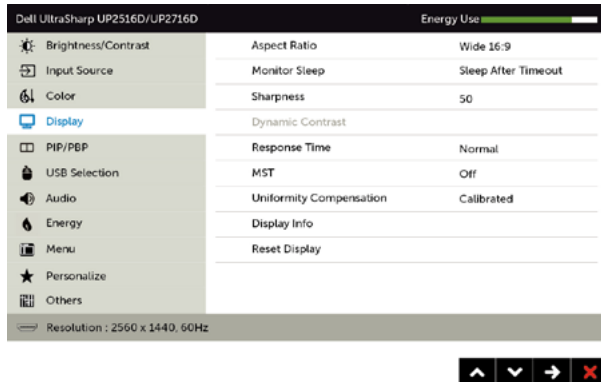 Dell UltraSharp UP2516D/UP2716D Energy Use
Brightness/Contrast Aspect Ratio Wide 16:9
Input Source Monitor Sleep Sleep After Timeout
Color Sharpness 50
Display Dynamic Contrast
PIP/PBP Response Time Normal
USB Selection MST Off
Audio Uniformity Compensation Calibrated
Energy Display Info
Menu Reset Display
Personalize
Others
Resolution : 2560 x 1440, 60Hz